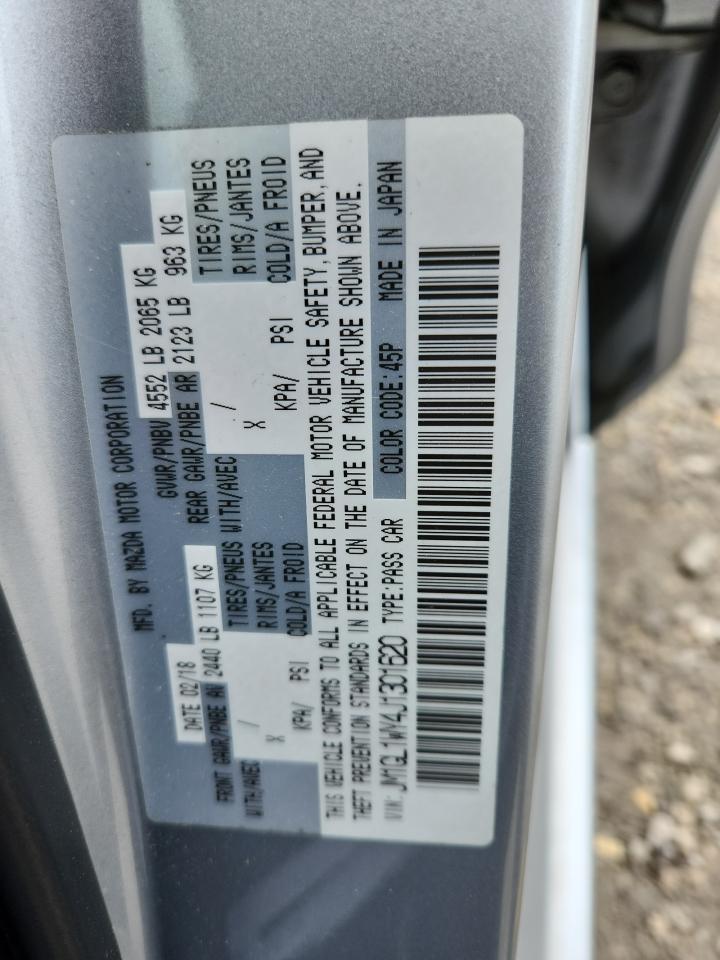 MFD. BY MAZDA MOTOR CORPORATION
DATE 02/18 GVWR/PNBV 4552 LB 2065 KG
FRONT GAWR/PNBE AV 2440 LB 1107 KG REAR GAWR/PNBE AR 2123 LB 963 KG
WITH/AVEC / TIRES/PNEUS WITH/AVEC / TIRES/PNEUS
X RIMS/JANTES X RIMS/JANTES
KPA/ PSI COLD/A FROID KPA/ PSI COLD/A FROID
THIS VEHICLE CONFORMS TO ALL APPLICABLE FEDERAL MOTOR VEHICLE SAFETY, BUMPER, AND
THEFT PREVENTION STANDARDS IN EFFECT ON THE DATE OF MANUFACTURE SHOWN ABOVE.
VIN: JM1GL1WY4J1301620 TYPE:PASS CAR COLOR CODE:45P MADE IN JAPAN